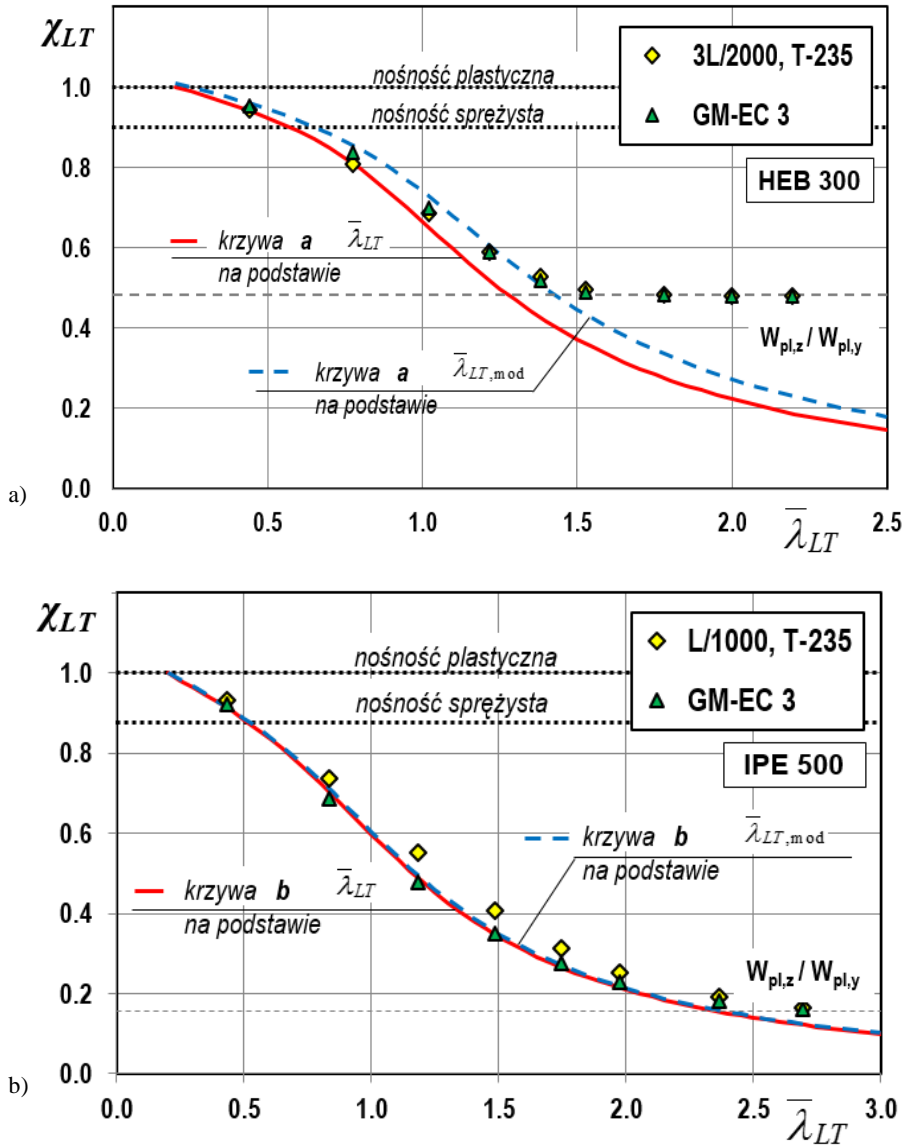 χLT
1.0
0.8
0.6
0.4
0.2
0.0
nośność plastyczna
nośność sprężysta
3L/2000, T-235
GM-EC 3
HEB 300
krzywa a λ̅LT
na podstawie
Wpl,z / Wpl,y
krzywa a λ̅LT,mod
na podstawie
a)
0.0 0.5 1.0 1.5 2.0 2.5
λ̅LT
χLT
1.0
0.8
0.6
0.4
0.2
0.0
nośność plastyczna
nośność sprężysta
L/1000, T-235
GM-EC 3
IPE 500
krzywa b λ̅LT,mod
na podstawie
krzywa b λ̅LT
na podstawie
Wpl,z / Wpl,y
b)
0.0 0.5 1.0 1.5 2.0 2.5 3.0
λ̅LT